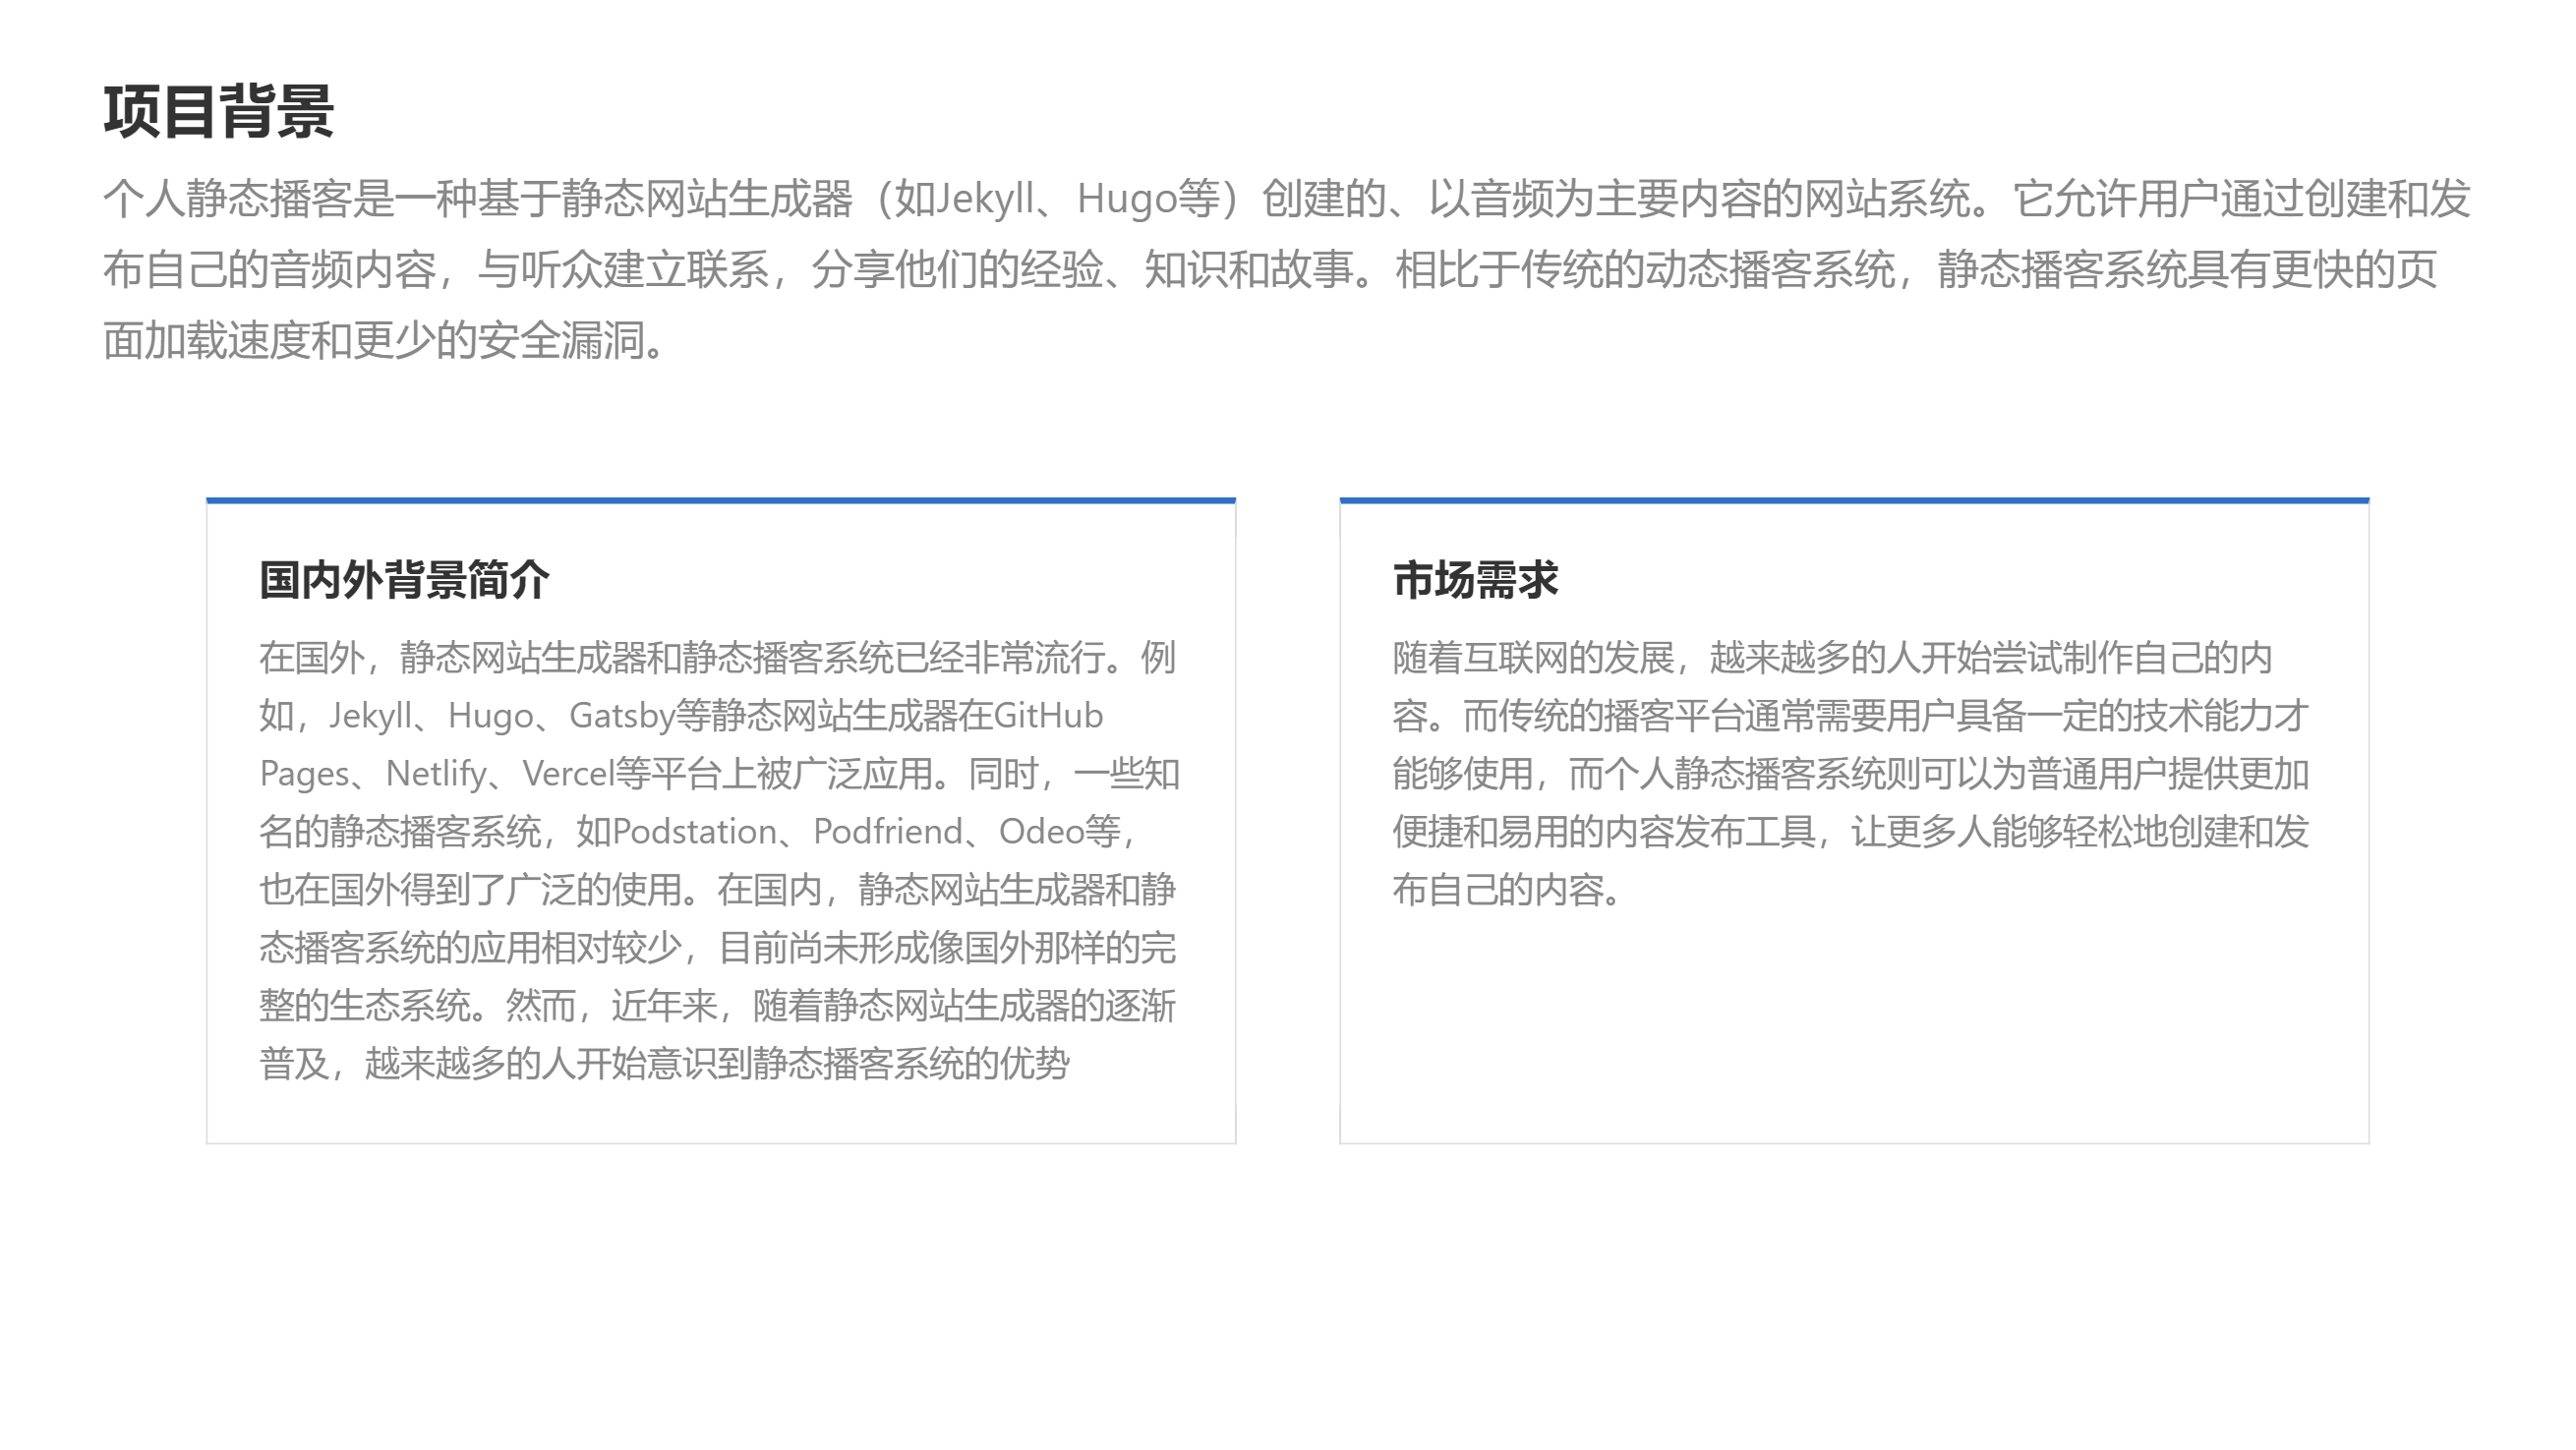 项目背景
个人静态播客是一种基于静态网站生成器（如Jekyll、Hugo等）创建的、以音频为主要内容的网站系统。它允许用户通过创建和发
布自己的音频内容，与听众建立联系，分享他们的经验、知识和故事。相比于传统的动态播客系统，静态播客系统具有更快的页
面加载速度和更少的安全漏洞。
国内外背景简介
在国外，静态网站生成器和静态播客系统已经非常流行。例
如，Jekyll、Hugo、Gatsby等静态网站生成器在GitHub
Pages、Netlify、Vercel等平台上被广泛应用。同时，一些知
名的静态播客系统，如Podstation、Podfriend、Odeo等，
也在国外得到了广泛的使用。在国内，静态网站生成器和静
态播客系统的应用相对较少，目前尚未形成像国外那样的完
整的生态系统。然而，近年来，随着静态网站生成器的逐渐
普及，越来越多的人开始意识到静态播客系统的优势
市场需求
随着互联网的发展，越来越多的人开始尝试制作自己的内
容。而传统的播客平台通常需要用户具备一定的技术能力才
能够使用，而个人静态播客系统则可以为普通用户提供更加
便捷和易用的内容发布工具，让更多人能够轻松地创建和发
布自己的内容。